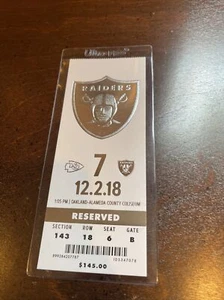 RAIDERS
7
12.2.18
1:05 PM | OAKLAND-ALAMEDA COUNTY COLISEUM
RESERVED
SECTION ROW SEAT GATE
143 18 6 B
$145.00